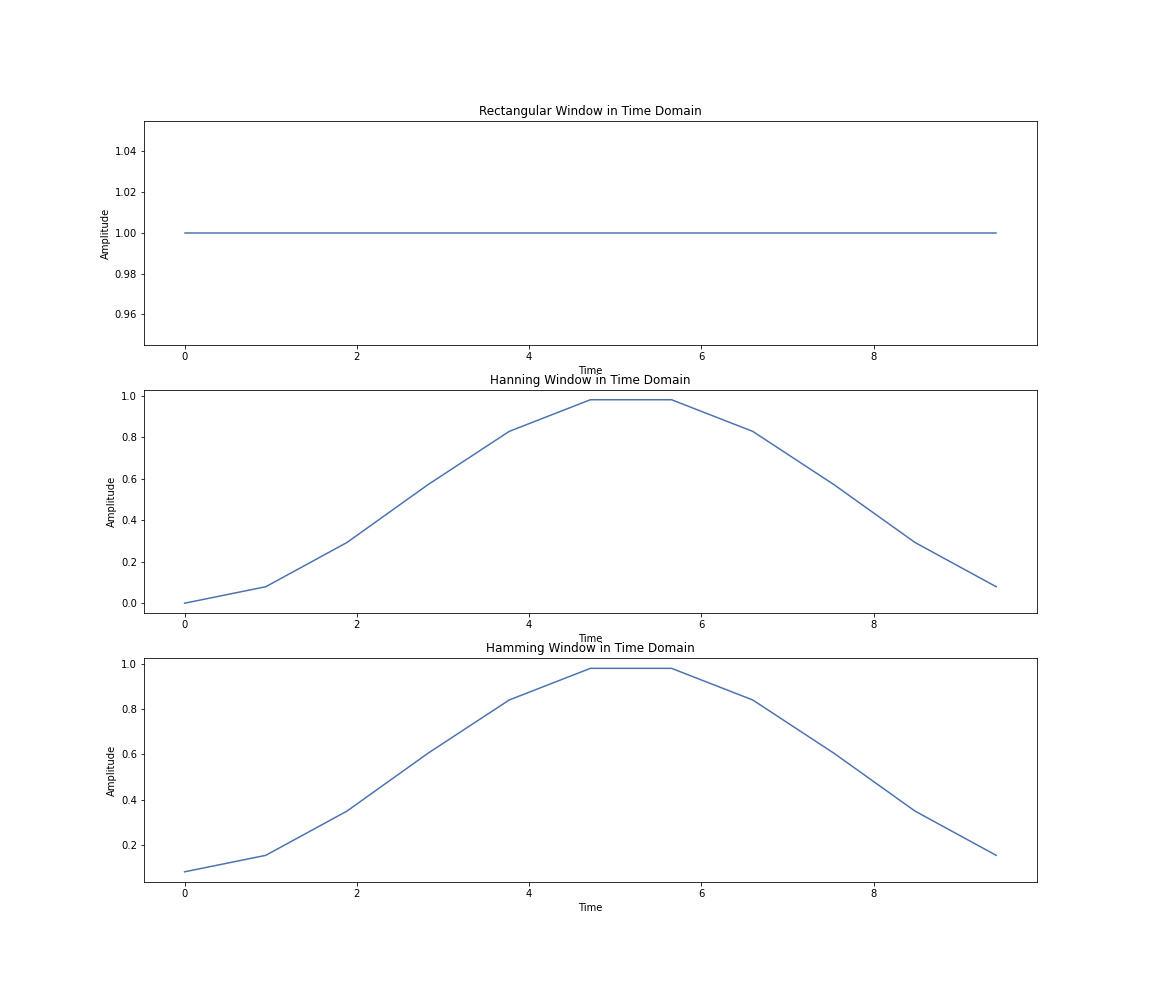 Rectangular Window in Time Domain
1.04
1.02
1.00
0.98
0.96
Amplitude
0 2 4 6 8
Time
Hanning Window in Time Domain
1.0
0.8
0.6
0.4
0.2
0.0
Amplitude
0 2 4 6 8
Time
Hamming Window in Time Domain
1.0
0.8
0.6
0.4
0.2
Amplitude
0 2 4 6 8
Time